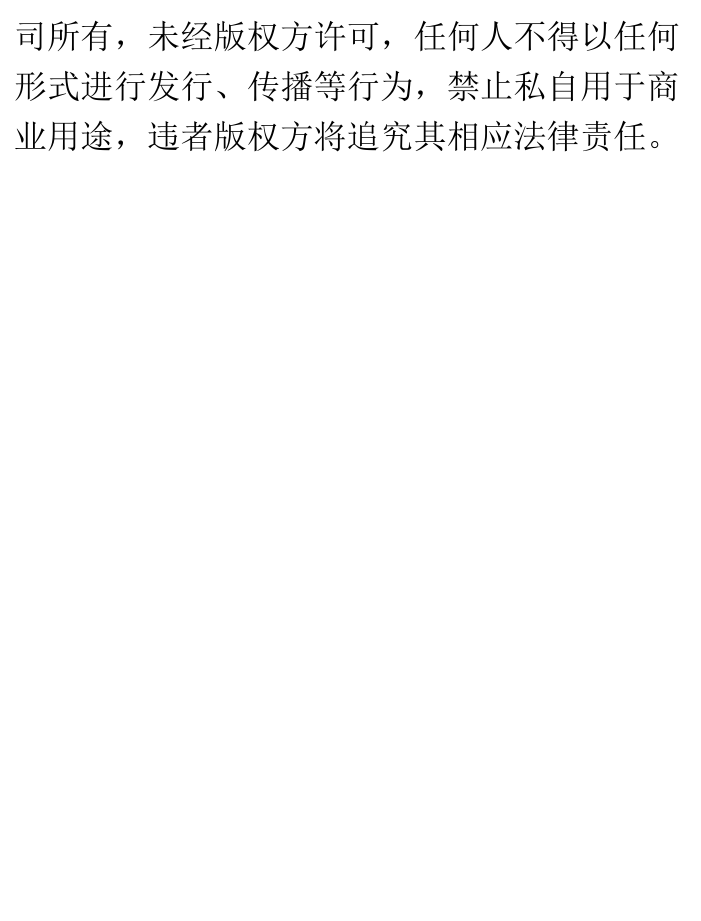 司所有，未经版权方许可，任何人不得以任何
形式进行发行、传播等行为，禁止私自用于商
业用途，违者版权方将追究其相应法律责任。